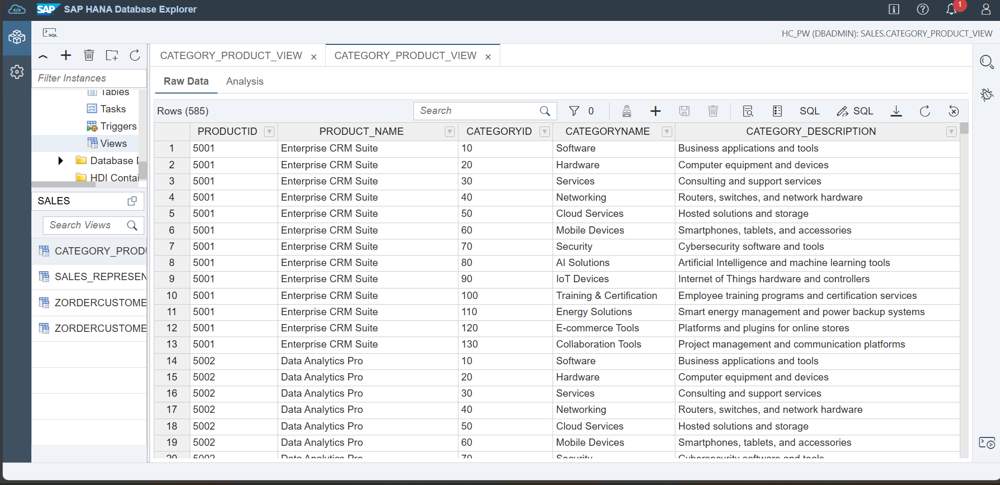 SAP SAP HANA Database Explorer
1
SQL
HC_PW (DBADMIN): SALES.CATEGORY_PRODUCT_VIEW
CATEGORY_PRODUCT_VIEW
CATEGORY_PRODUCT_VIEW
Filter Instances
Raw Data Analysis
Tables
Tasks
Triggers
Views
Database D
HDI Contai
SALES
Search Views
CATEGORY_PRODU
SALES_REPRESEN
ZORDERCUSTOME
ZORDERCUSTOME
Rows (585) Search 0 SQL SQL
PRODUCTID PRODUCT_NAME CATEGORYID CATEGORYNAME CATEGORY_DESCRIPTION
1 5001 Enterprise CRM Suite 10 Software Business applications and tools
2 5001 Enterprise CRM Suite 20 Hardware Computer equipment and devices
3 5001 Enterprise CRM Suite 30 Services Consulting and support services
4 5001 Enterprise CRM Suite 40 Networking Routers, switches, and network hardware
5 5001 Enterprise CRM Suite 50 Cloud Services Hosted solutions and storage
6 5001 Enterprise CRM Suite 60 Mobile Devices Smartphones, tablets, and accessories
7 5001 Enterprise CRM Suite 70 Security Cybersecurity software and tools
8 5001 Enterprise CRM Suite 80 AI Solutions Artificial Intelligence and machine learning tools
9 5001 Enterprise CRM Suite 90 IoT Devices Internet of Things hardware and controllers
10 5001 Enterprise CRM Suite 100 Training & Certification Employee training programs and certification services
11 5001 Enterprise CRM Suite 110 Energy Solutions Smart energy management and power backup systems
12 5001 Enterprise CRM Suite 120 E-commerce Tools Platforms and plugins for online stores
13 5001 Enterprise CRM Suite 130 Collaboration Tools Project management and communication platforms
14 5002 Data Analytics Pro 10 Software Business applications and tools
15 5002 Data Analytics Pro 20 Hardware Computer equipment and devices
16 5002 Data Analytics Pro 30 Services Consulting and support services
17 5002 Data Analytics Pro 40 Networking Routers, switches, and network hardware
18 5002 Data Analytics Pro 50 Cloud Services Hosted solutions and storage
19 5002 Data Analytics Pro 60 Mobile Devices Smartphones, tablets, and accessories
20 5002 Data Analytics Pro 70 Security Cybersecurity software and tools